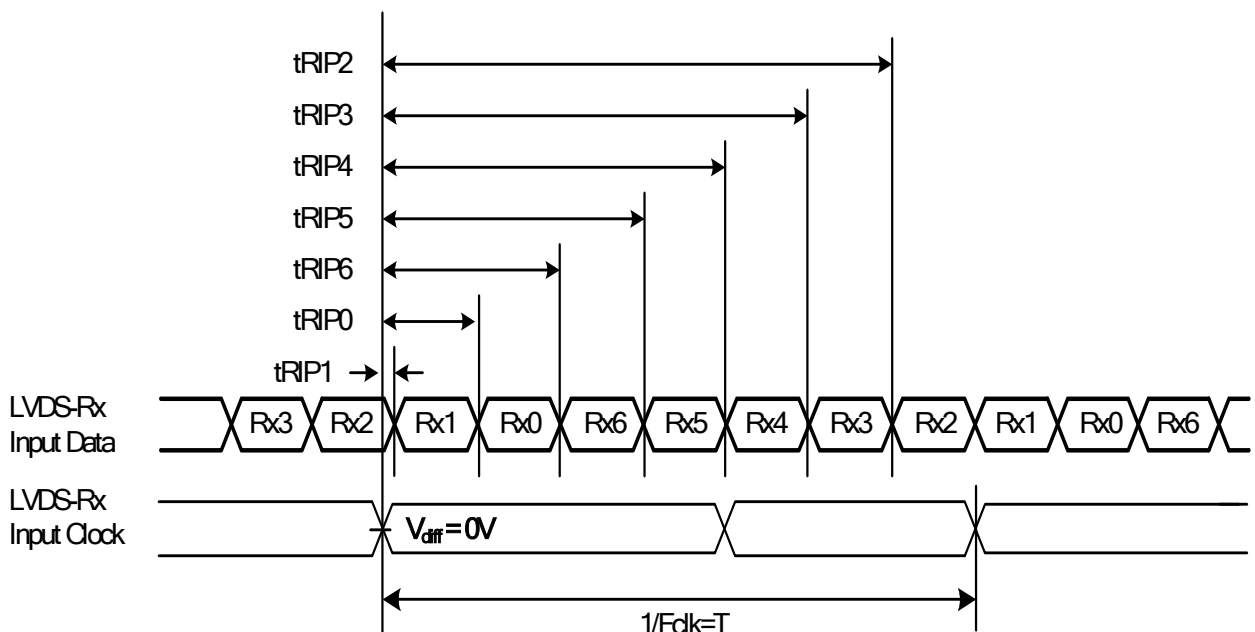 tRIP2
tRIP3
tRIP4
tRIP5
tRIP6
tRIP0
tRIP1
LVDS-Rx
Input Data
Rx3 Rx2 Rx1 Rx0 Rx6 Rx5 Rx4 Rx3 Rx2 Rx1 Rx0 Rx6
LVDS-Rx
Input Clock
Vdiff = 0V
1/Fclk=T